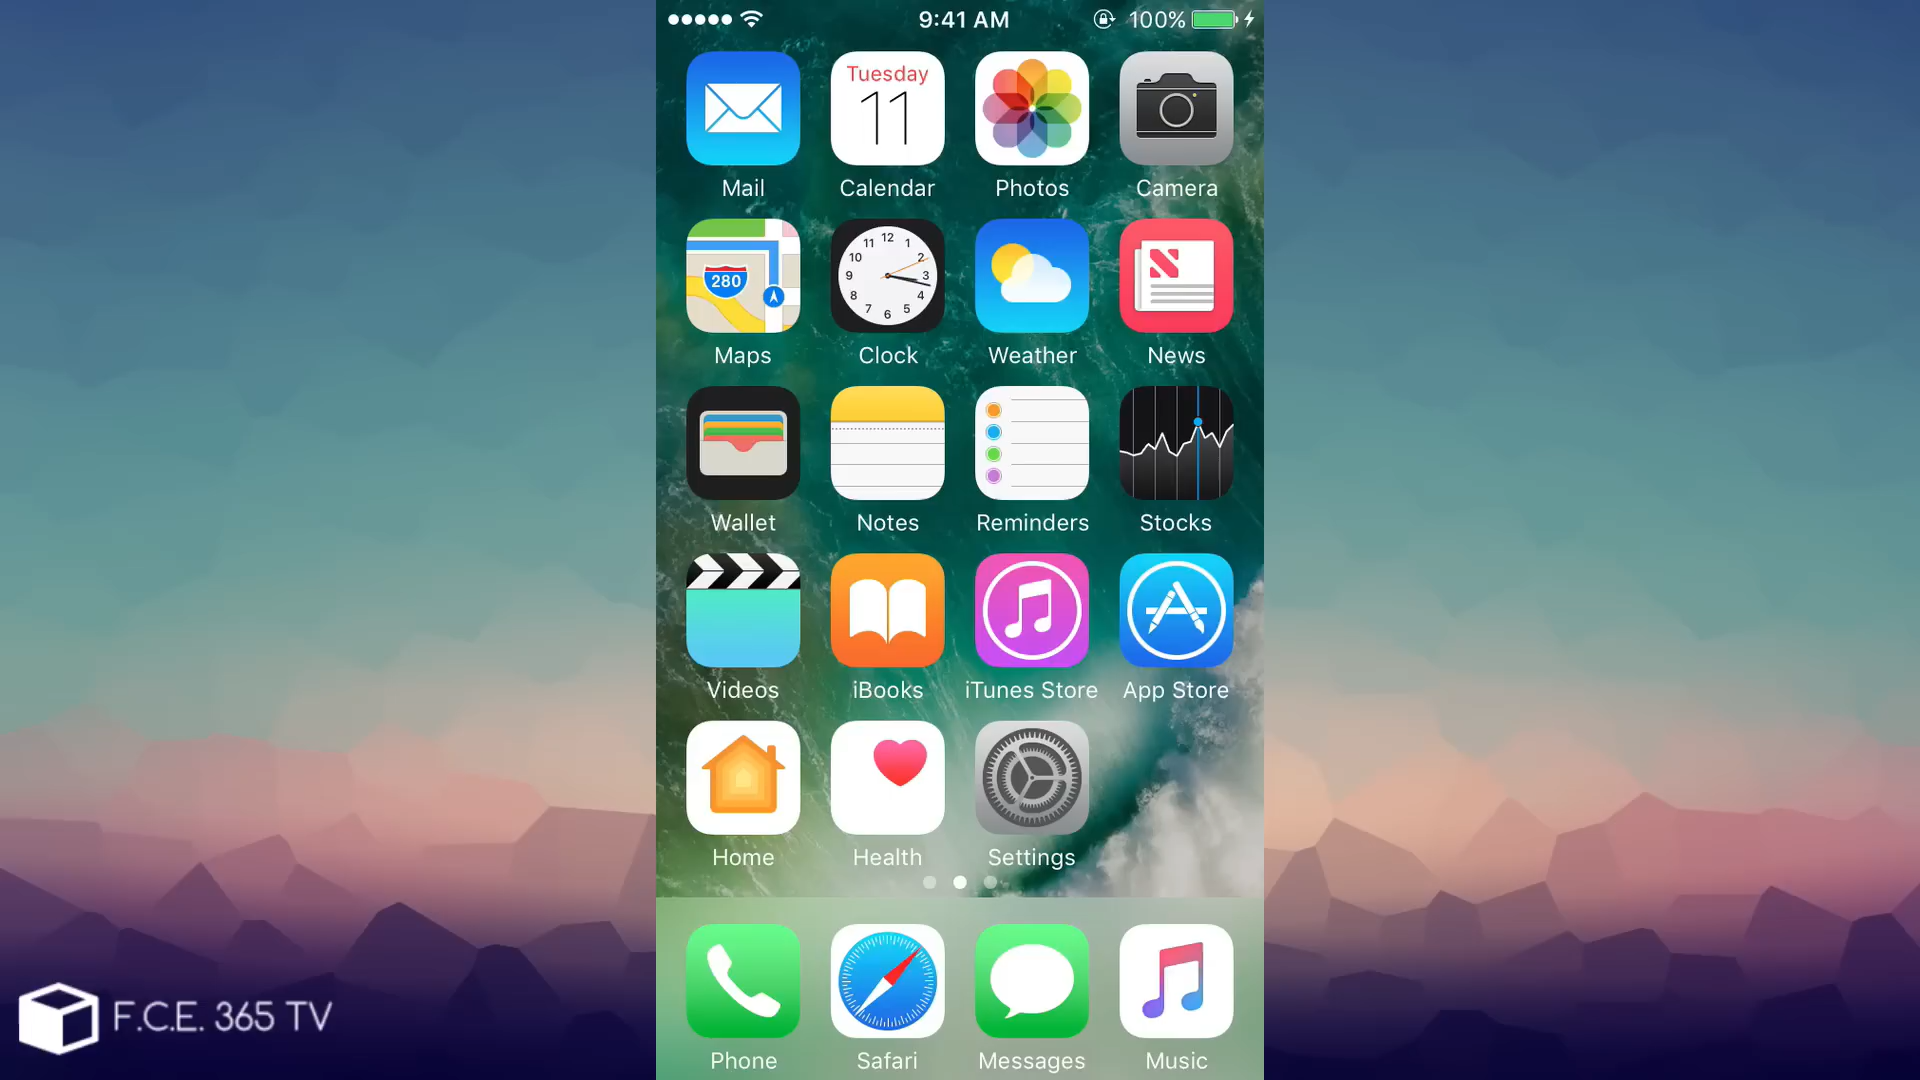 9:41 AM 100%
Tuesday
11
Mail Calendar Photos Camera
280
12
11 1
10 2
9 3
8 4
7 5
6
Maps Clock Weather News
Wallet Notes Reminders Stocks
Videos iBooks iTunes Store App Store
Home Health Settings
F.C.E. 365 TV
Phone Safari Messages Music